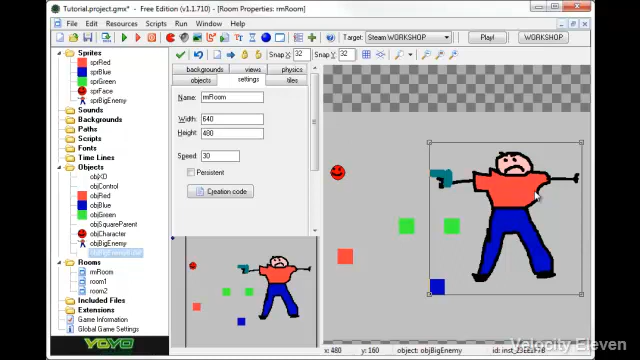 Tutorial.project.gmx* - Free Edition (v1.1.710) - [Room Properties: rmRoom]
File Edit Resources Scripts Run Window Help
Target: Steam WORKSHOP Play! WORKSHOP
Snap X: 32 Snap Y: 32
Sprites
sprRed
sprBlue
sprGreen
sprFace
sprBigEnemy
Sounds
Backgrounds
Paths
Scripts
Fonts
Time Lines
Objects
objXD
objControl
objRed
objBlue
objGreen
objSquareParent
objCharacter
objBigEnemy
Rooms
rmRoom
room1
room2
Included Files
Extensions
Game Information
Global Game Settings
YOYO
backgrounds views physics
objects settings tiles
Name: rmRoom
Width: 640
Height: 480
Speed: 30
Persistent
Creation code
x: 480 y: 160 object: objBigEnemy
Velocity Eleven